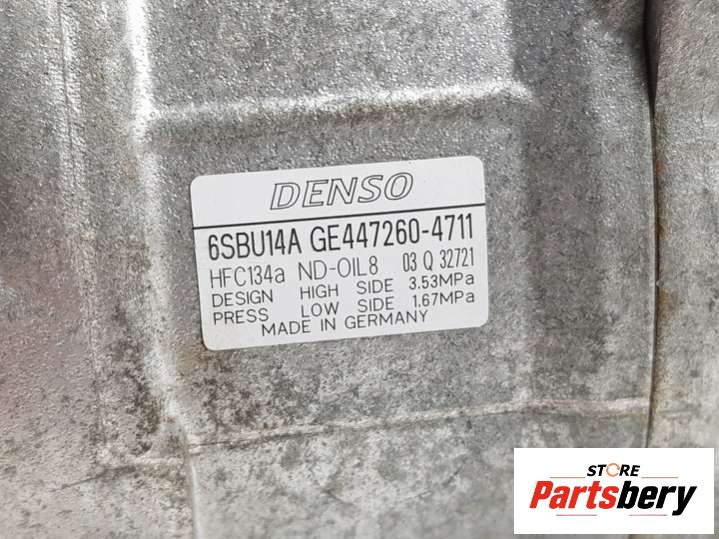 DENSO
6SBU14A GE447260-4711
HFC134a ND-OIL8 03 Q 32721
DESIGN HIGH SIDE 3.53MPa
PRESS LOW SIDE 1.67MPa
MADE IN GERMANY
STORE
Partsbery